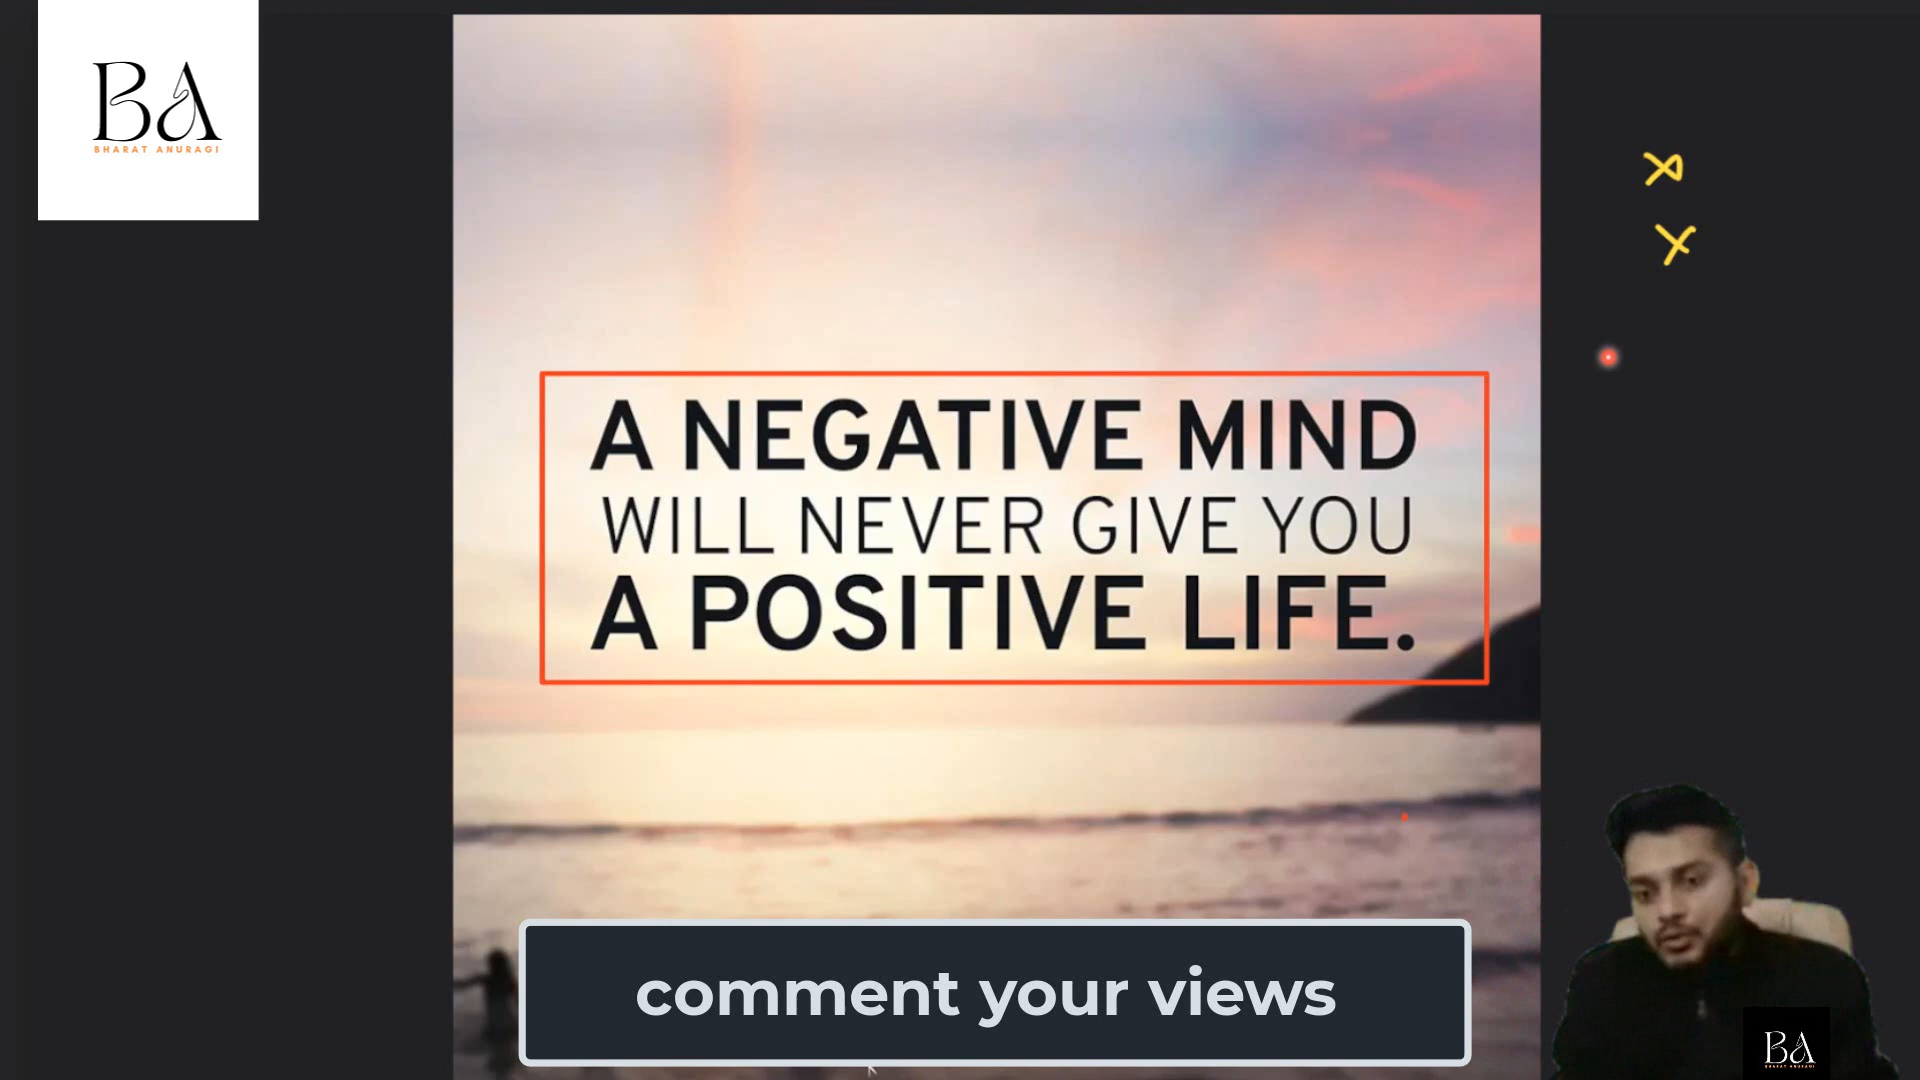 BA
BHARAT ANURAGI
A NEGATIVE MIND
WILL NEVER GIVE YOU
A POSITIVE LIFE.
comment your views
BA